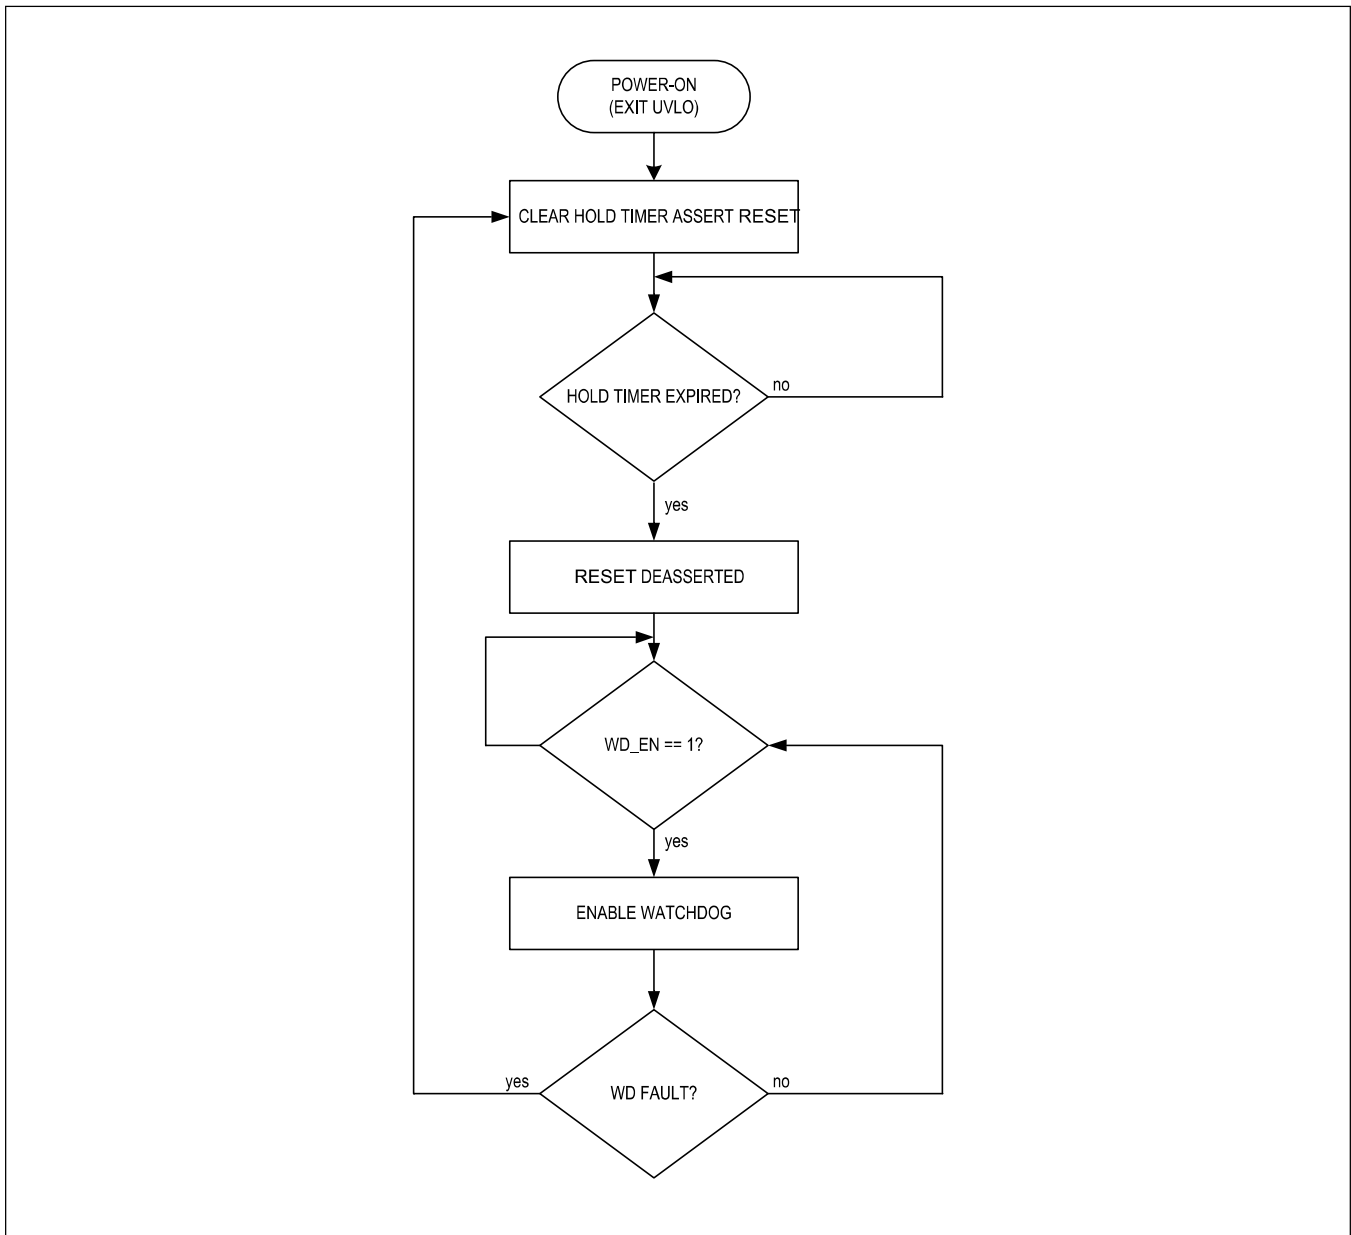 POWER-ON
(EXIT UVLO)
CLEAR HOLD TIMER ASSERT RESET
HOLD TIMER EXPIRED?
no
yes
RESET DEASSERTED
WD_EN == 1?
yes
ENABLE WATCHDOG
yes
WD FAULT?
no